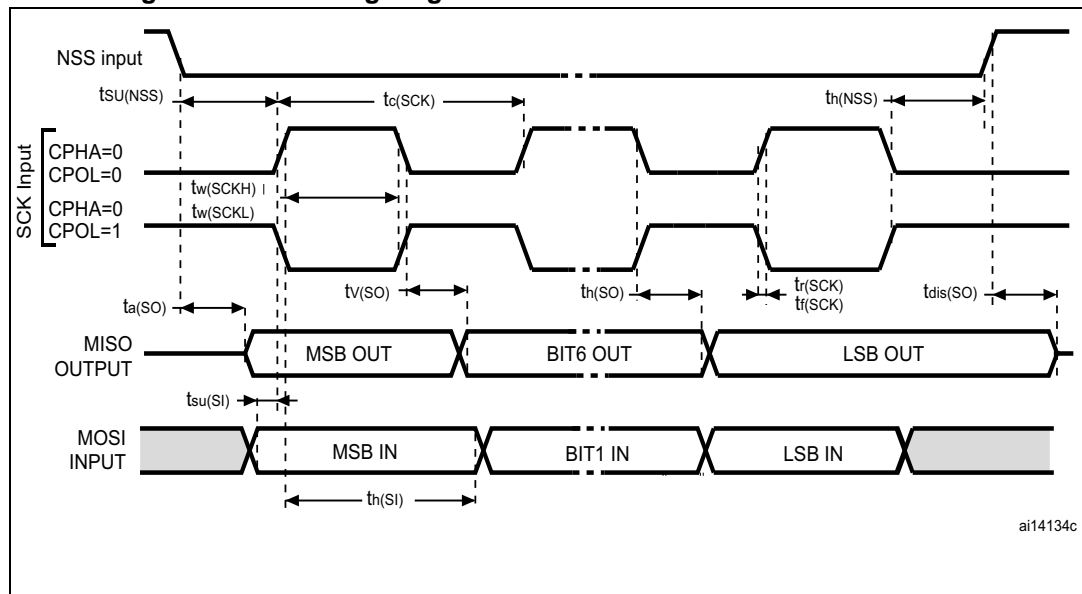 NSS input
tSU(NSS)
tc(SCK)
th(NSS)
SCK Input
CPHA=0
CPOL=0
tw(SCKH)
CPHA=0
tw(SCKL)
CPOL=1
tV(SO)
th(SO)
tr(SCK)
tf(SCK)
tdis(SO)
ta(SO)
MISO
OUTPUT
MSB OUT
BIT6 OUT
LSB OUT
tsu(SI)
MOSI
INPUT
MSB IN
BIT1 IN
LSB IN
th(SI)
ai14134c